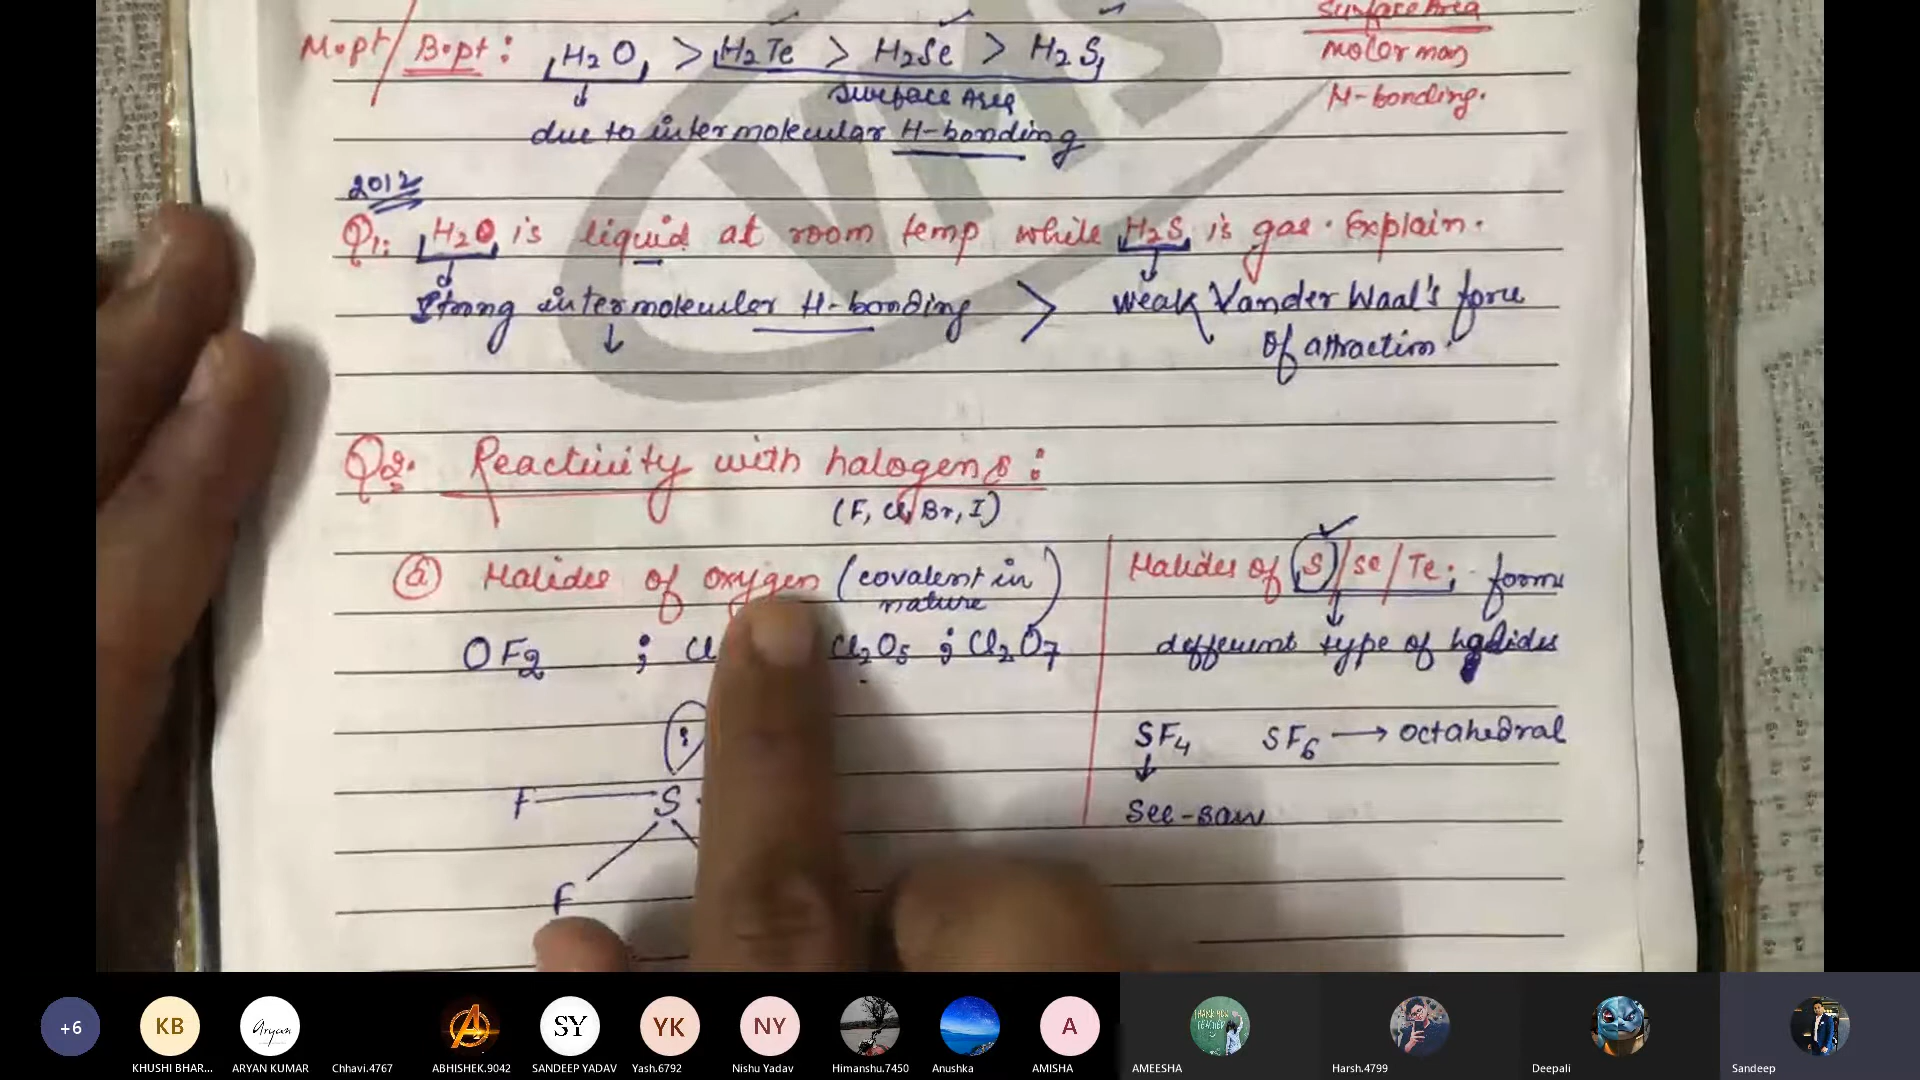 Surface Area
M.pt/B.pt: H2O > H2Te > H2Se > H2S
molar mass
Surface Area
H-bonding.
due to intermolecular H-bonding
2012
Q1. H2O is liquid at room temp while H2S is gas. Explain.
Strong intermolecular H-bonding > weak Vander Waal's force
of attraction.
Q2. Reactivity with halogens:
(F, Cl, Br, I)
a Halides of oxygen (covalent in
nature)
Halides of S/Se/Te: forms
OF2 ; Cl Cl2O5 ; Cl2O7
different type of halides
SF4 SF6 → octahedral
F S
See-saw
F
VMS
+6
KB
aryan
A
SY
YK
NY
A
KHUSHI BHAR...
ARYAN KUMAR
Chhavi.4767
ABHISHEK.9042
SANDEEP YADAV
Yash.6792
Nishu Yadav
Himanshu.7450
Anushka
AMISHA
AMEESHA
Harsh.4799
Deepali
Sandeep